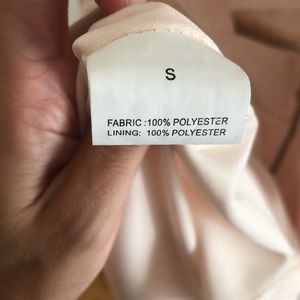 S
FABRIC :100% POLYESTER
LINING: 100% POLYESTER